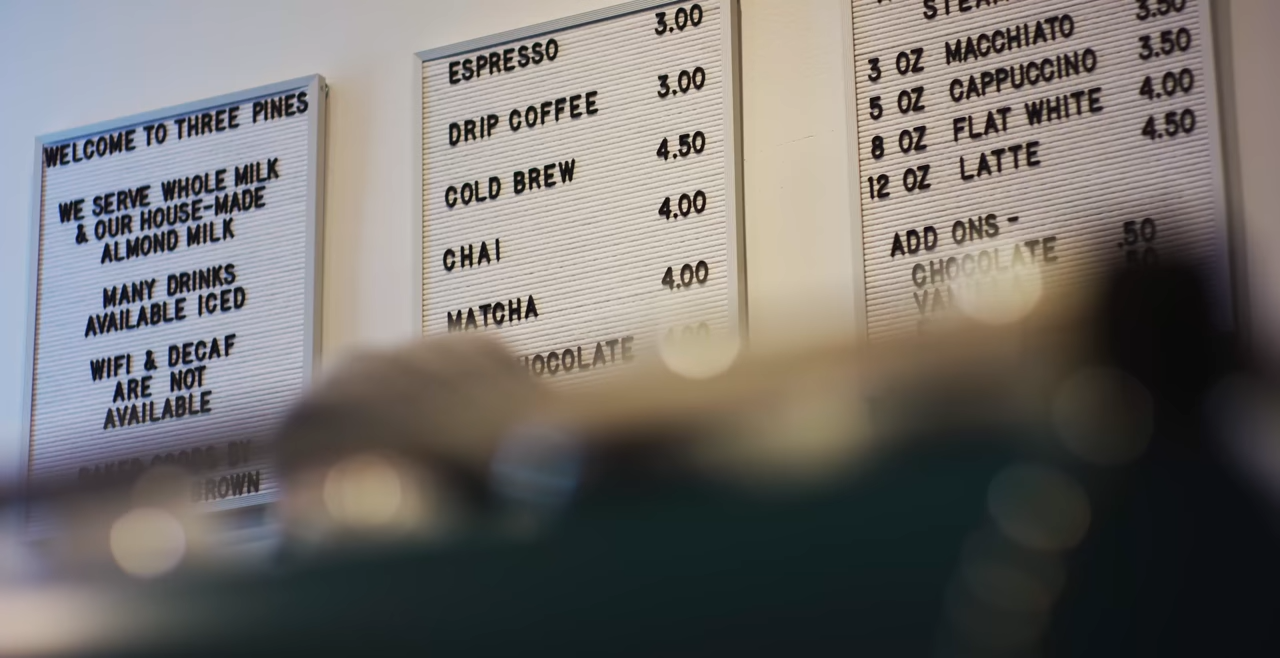 WELCOME TO THREE PINES
WE SERVE WHOLE MILK
& OUR HOUSE-MADE
ALMOND MILK
MANY DRINKS
AVAILABLE ICED
WIFI & DECAF
ARE NOT
AVAILABLE
BAKED GOODS BY
BROWN
ESPRESSO 3.00
DRIP COFFEE 3.00
COLD BREW 4.50
CHAI 4.00
MATCHA 4.00
3.50
3 OZ MACCHIATO 3.50
5 OZ CAPPUCCINO 4.00
8 OZ FLAT WHITE 4.50
12 OZ LATTE
ADD ONS-
CHOCOLATE .50